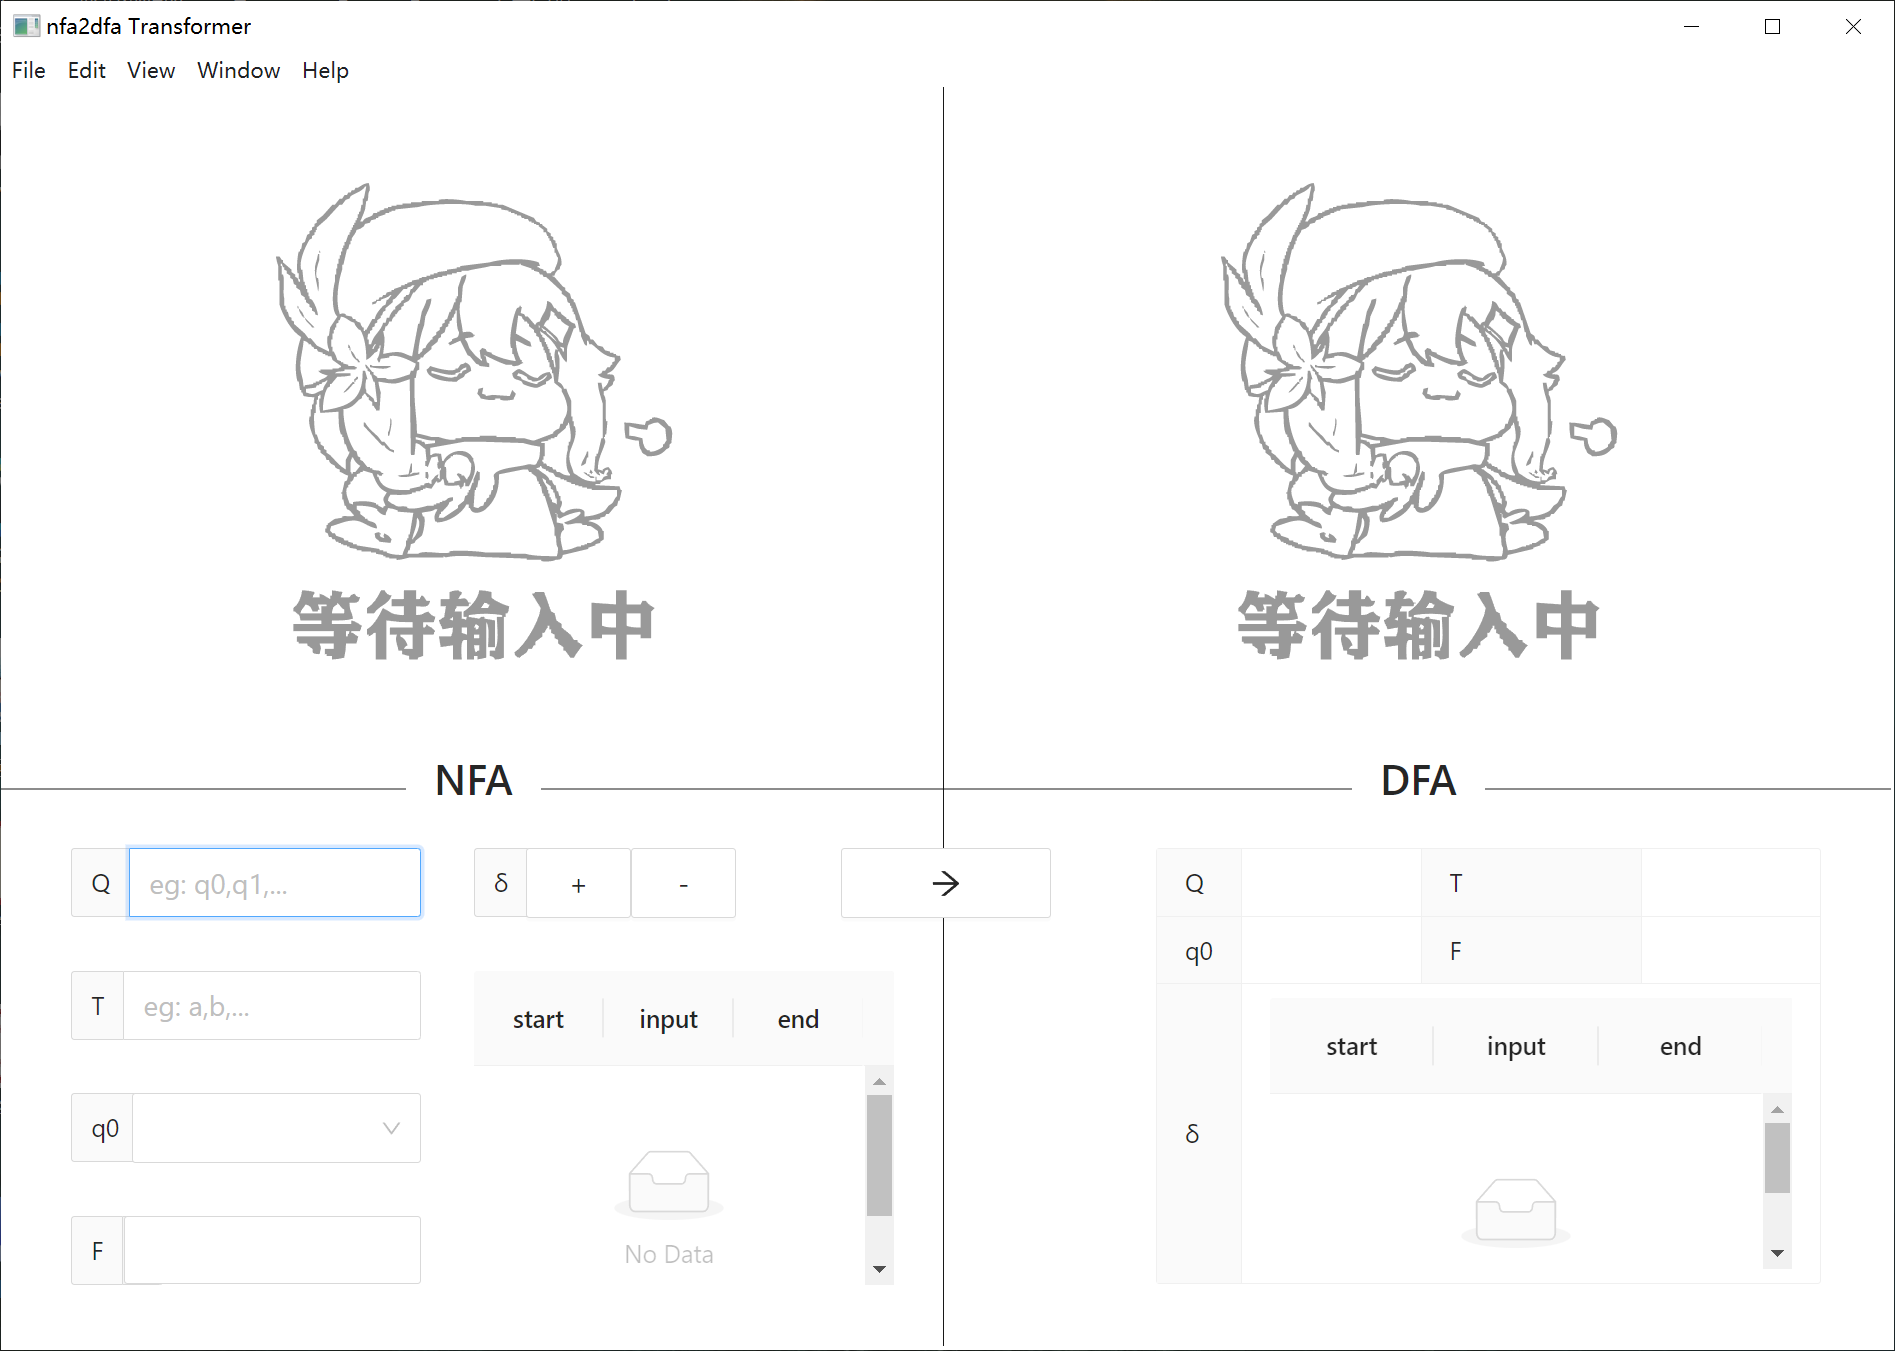 nfa2dfa Transformer
File Edit View Window Help
等待输入中
等待输入中
NFA
DFA
Q eg: q0,q1,...
δ + -
→
T eg: a,b,...
q0
F
start input end
No Data
Q T
q0 F
δ
start input end